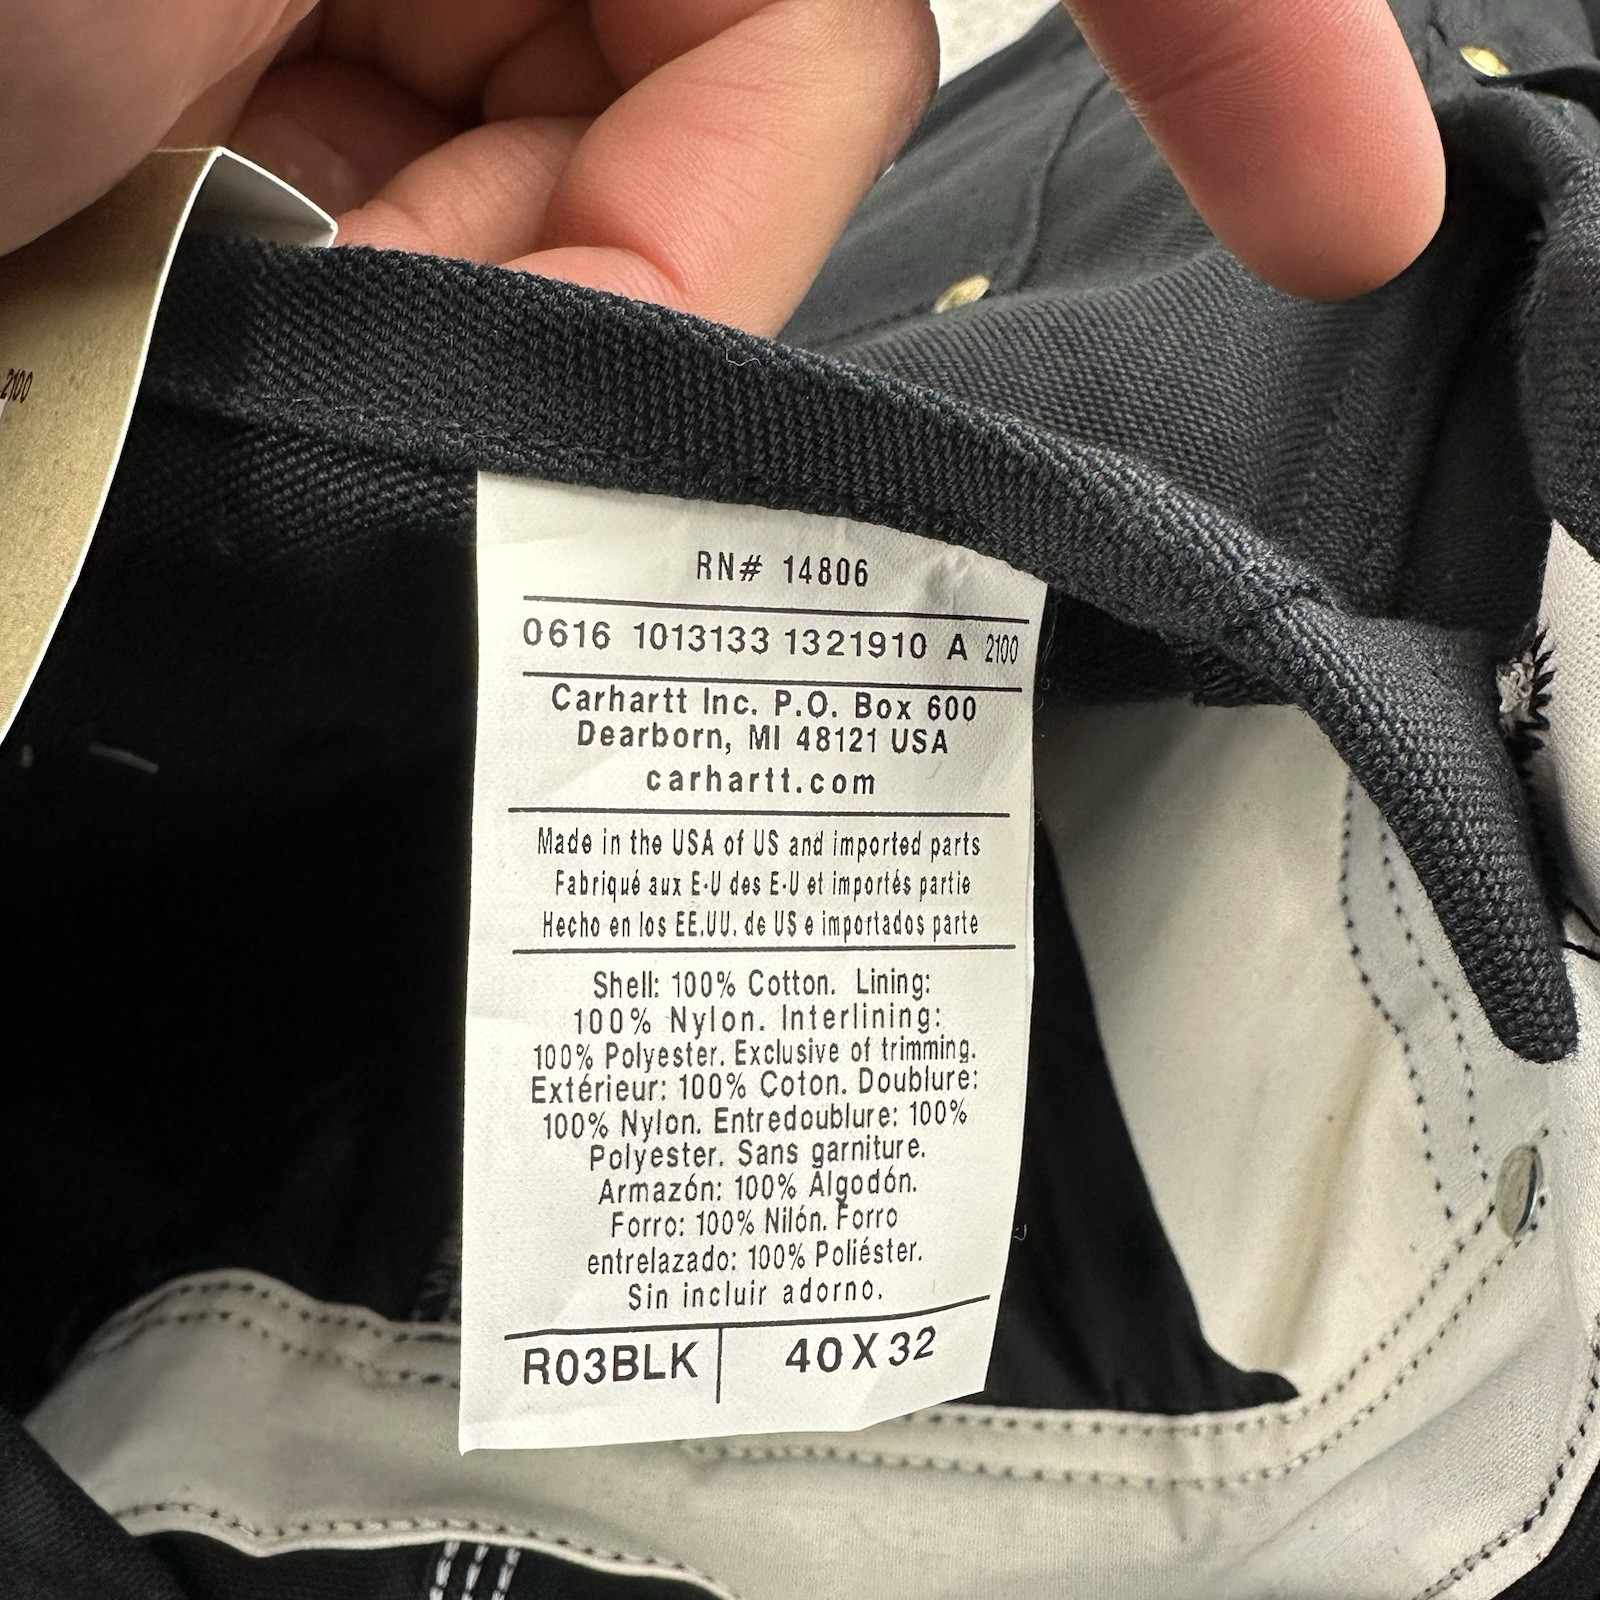 2100
RN# 14806
0616 1013133 1321910 A 2100
Carhartt Inc. P.O. Box 600
Dearborn, MI 48121 USA
carhartt.com
Made in the USA of US and imported parts
Fabriqué aux E-U des E-U et importés partie
Hecho en los EE.UU. de US e importados parte
Shell: 100% Cotton. Lining:
100% Nylon. Interlining:
100% Polyester. Exclusive of trimming.
Extérieur: 100% Coton. Doublure:
100% Nylon. Entredoublure: 100%
Polyester. Sans garniture.
Armazón: 100% Algodón.
Forro: 100% Nilón. Forro
entrelazado: 100% Poliéster.
Sin incluir adorno.
R03BLK 40X32